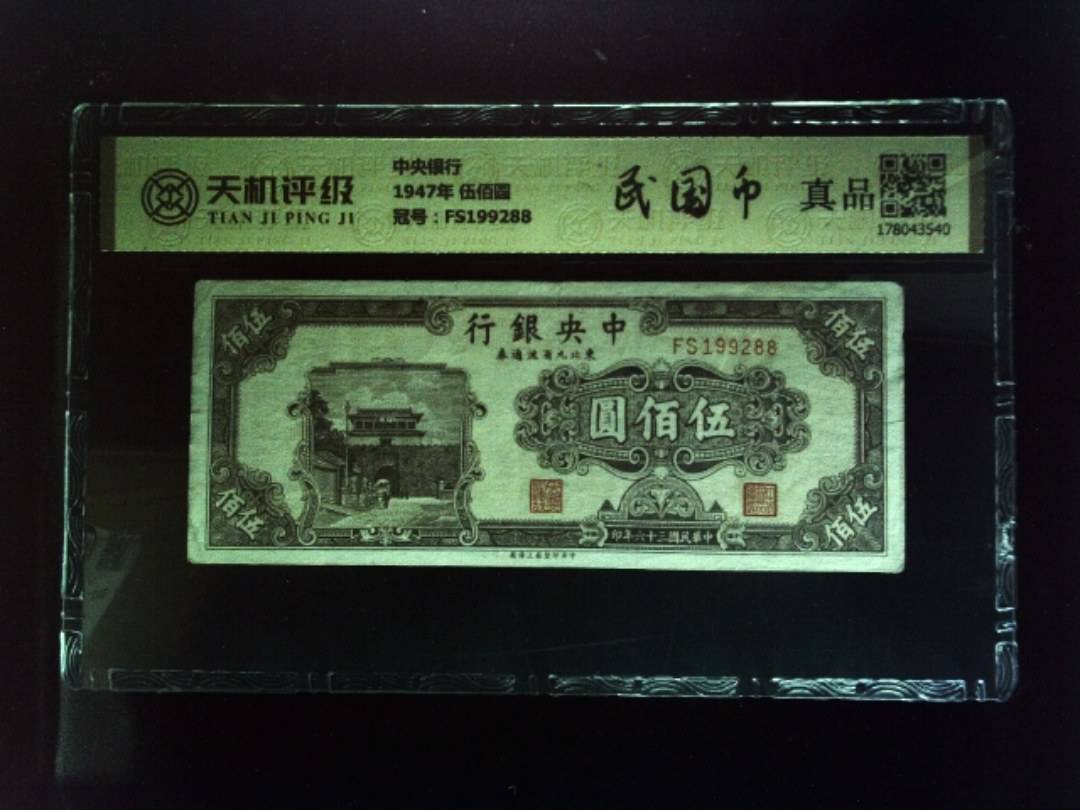 天机评级
TIAN JI PING JI
中央银行
1947年 伍佰圆
冠号：FS199288
民国币
真品
178043540
伍佰
伍佰
行銀央中
券通流省九北東
FS199288
圓佰伍
伍佰
伍佰
印年六十三國民華中